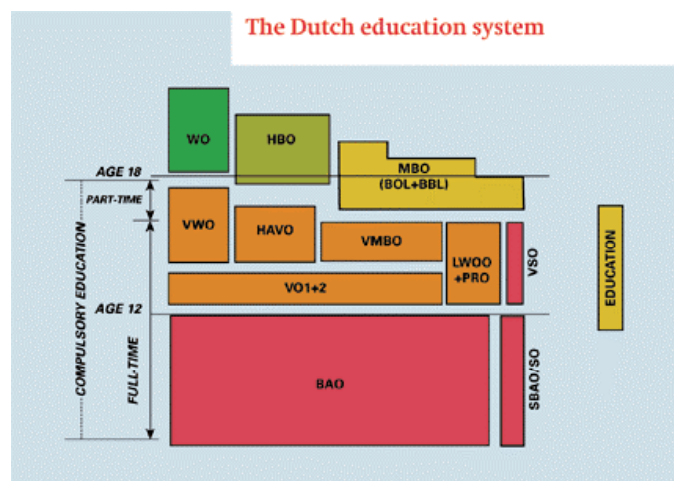 The Dutch education system
WO
HBO
MBO
(BOL+BBL)
AGE 18
PART-TIME
VWO
HAVO
VMBO
LWOO
+PRO
VSO
EDUCATION
VO1+2
AGE 12
COMPULSORY EDUCATION
FULL-TIME
BAO
SBAO/SO